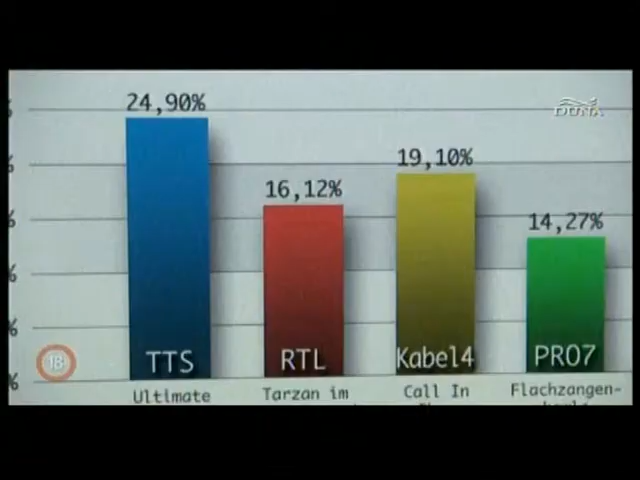 24,90%
DUNA
19,10%
16,12%
14,27%
18
TTS
RTL
Kabel4
PRO7
Ultimate
Tarzan im
Call In
Flachzangen-